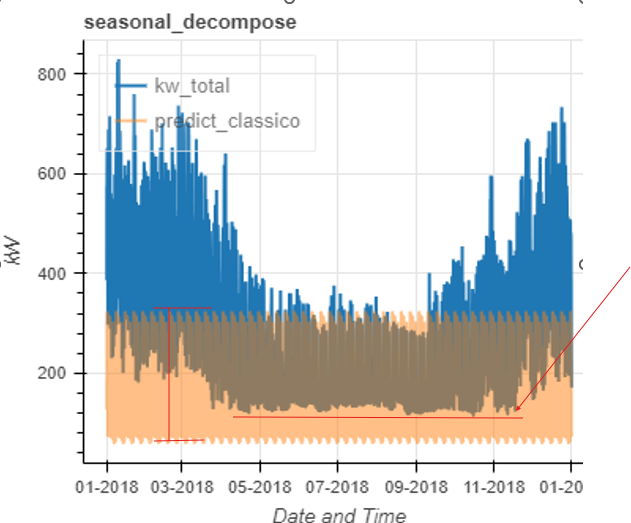 seasonal_decompose
kw_total
predict_classico
800
600
400
200
kW
01-2018 03-2018 05-2018 07-2018 09-2018 11-2018 01-20
Date and Time